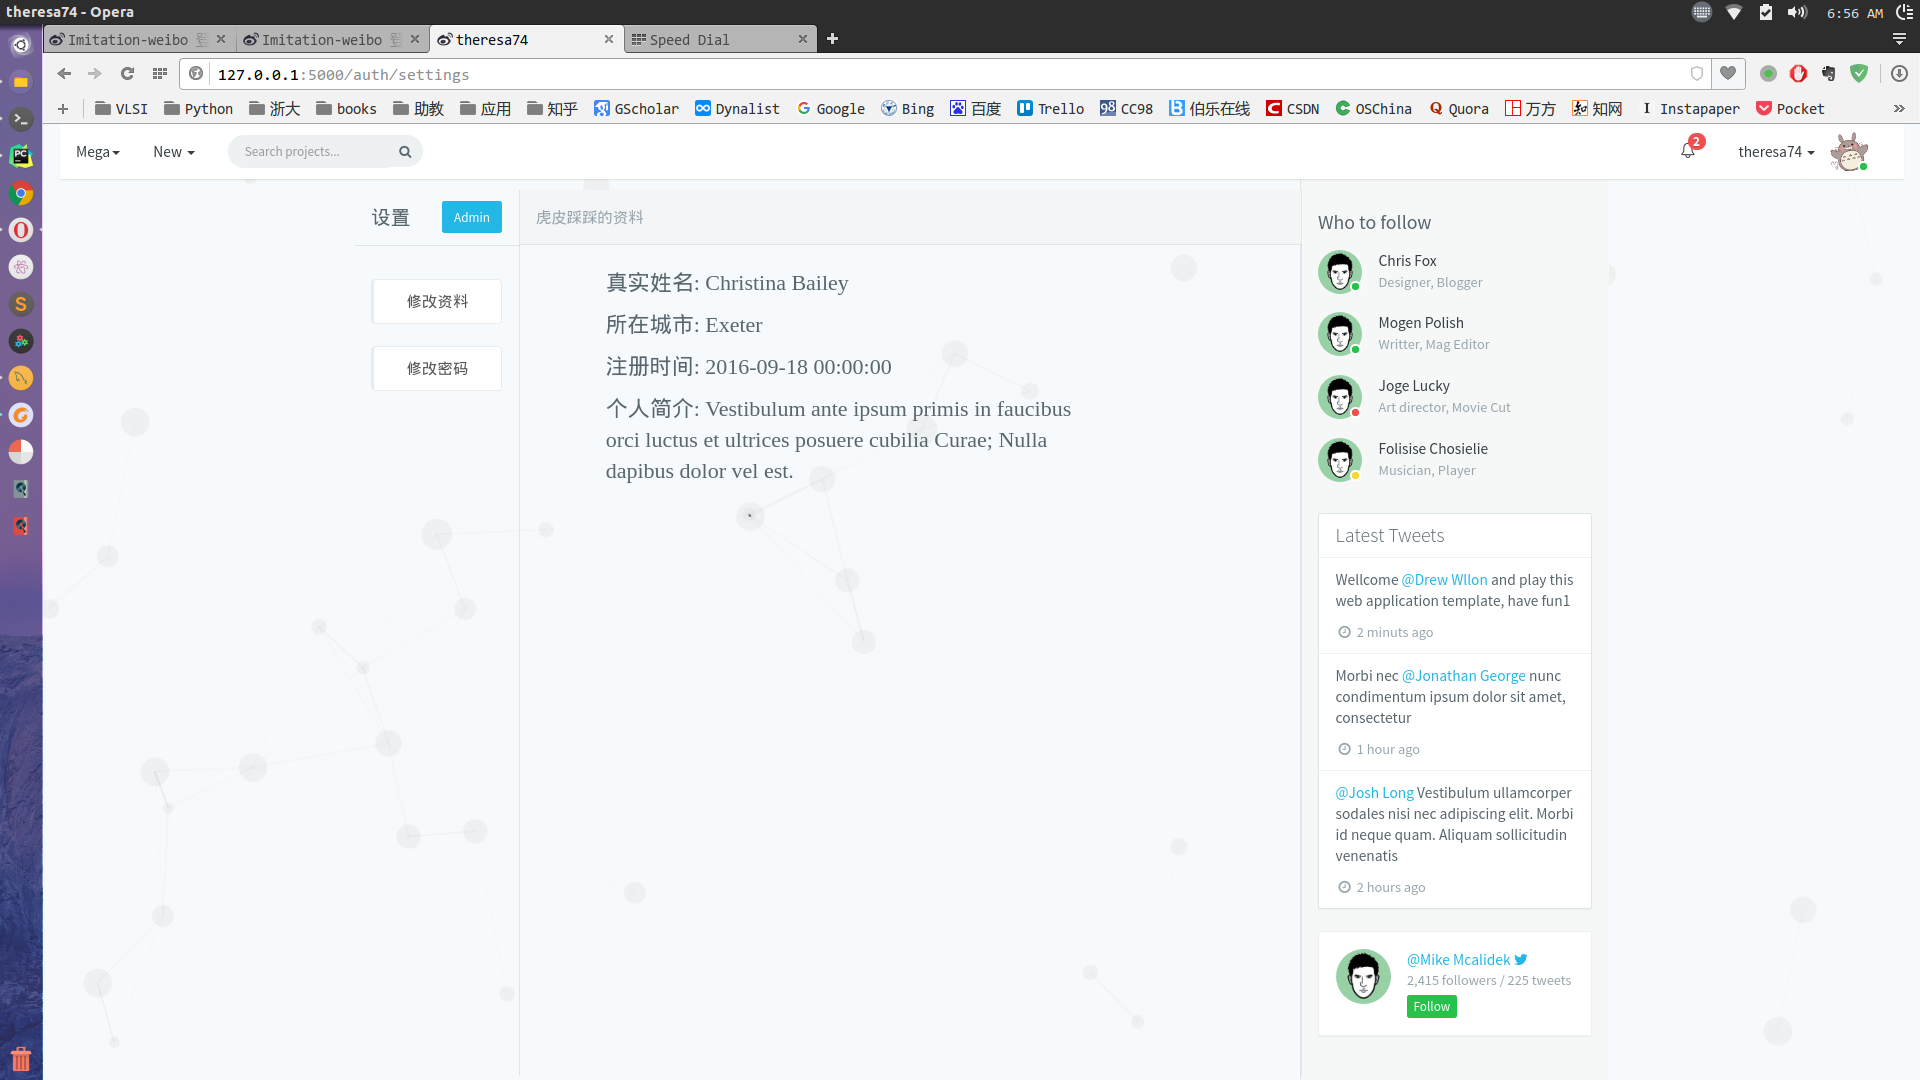 theresa74 - Opera
6:56 AM
Imitation-weibo
Imitation-weibo
theresa74
Speed Dial
127.0.0.1:5000/auth/settings
VLSI Python 浙大 books 助教 应用 知乎 GScholar Dynalist Google Bing 百度 Trello CC98 伯乐在线 CSDN OSChina Quora 万方 知网 Instapaper Pocket
Mega New Search projects... 2 theresa74
设置 Admin
修改资料
修改密码
虎皮踩踩的资料
真实姓名: Christina Bailey
所在城市: Exeter
注册时间: 2016-09-18 00:00:00
个人简介: Vestibulum ante ipsum primis in faucibus
orci luctus et ultrices posuere cubilia Curae; Nulla
dapibus dolor vel est.
Who to follow
Chris Fox
Designer, Blogger
Mogen Polish
Writter, Mag Editor
Joge Lucky
Art director, Movie Cut
Folisise Chosielie
Musician, Player
Latest Tweets
Wellcome @Drew Wllon and play this
web application template, have fun1
2 minuts ago
Morbi nec @Jonathan George nunc
condimentum ipsum dolor sit amet,
consectetur
1 hour ago
@Josh Long Vestibulum ullamcorper
sodales nisi nec adipiscing elit. Morbi
id neque quam. Aliquam sollicitudin
venenatis
2 hours ago
@Mike Mcalidek
2,415 followers / 225 tweets
Follow